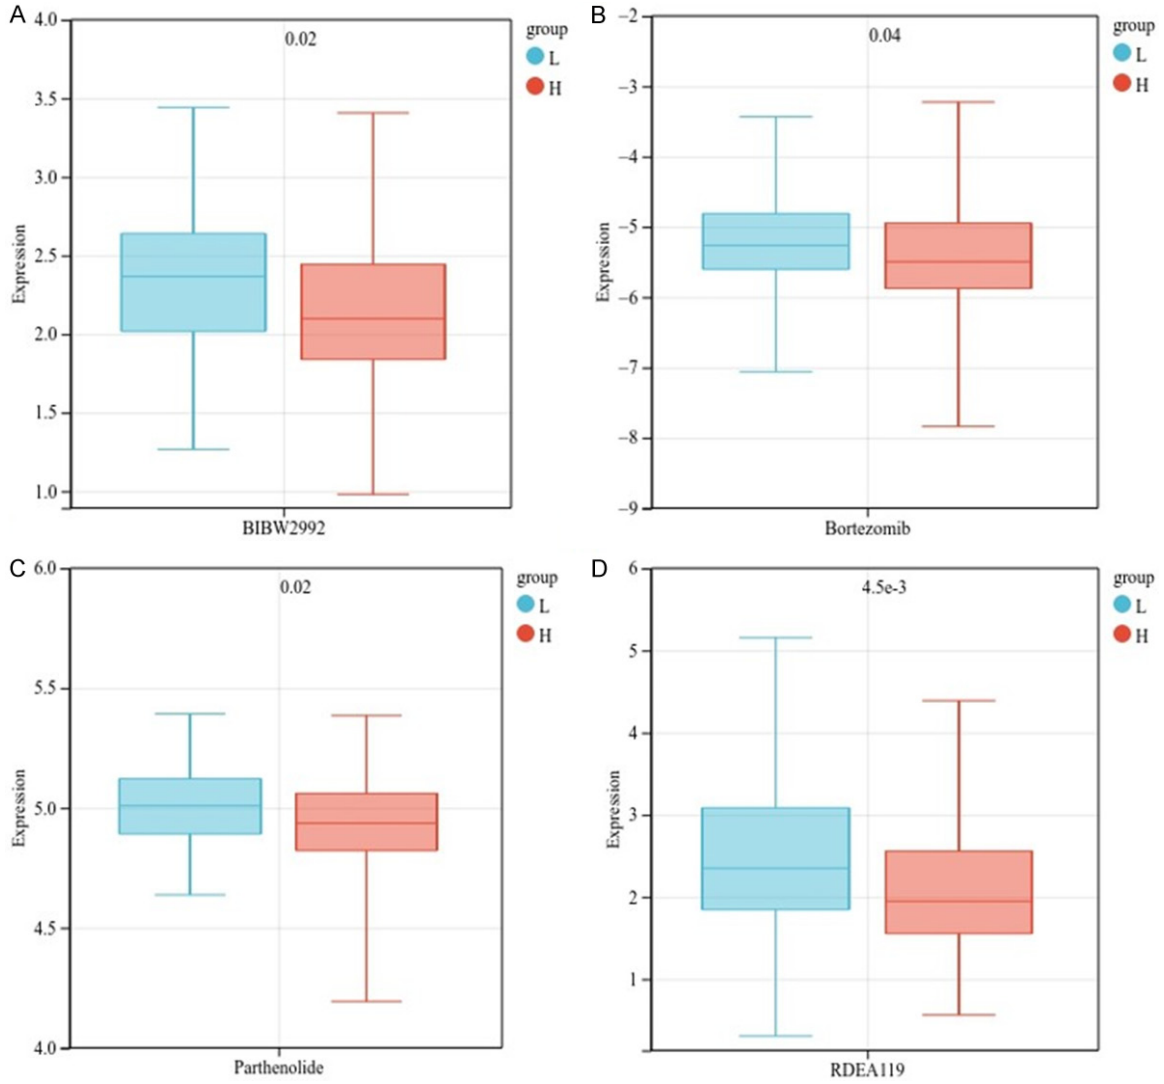 A
4.0
3.5
3.0
2.5
2.0
1.5
1.0
Expression
0.02
BIBW2992
group
L
H
B
−2
−3
−4
−5
−6
−7
−8
−9
Expression
0.04
Bortezomib
group
L
H
C
6.0
5.5
5.0
4.5
4.0
Expression
0.02
Parthenolide
group
L
H
D
6
5
4
3
2
1
Expression
4.5e-3
RDEA119
group
L
H